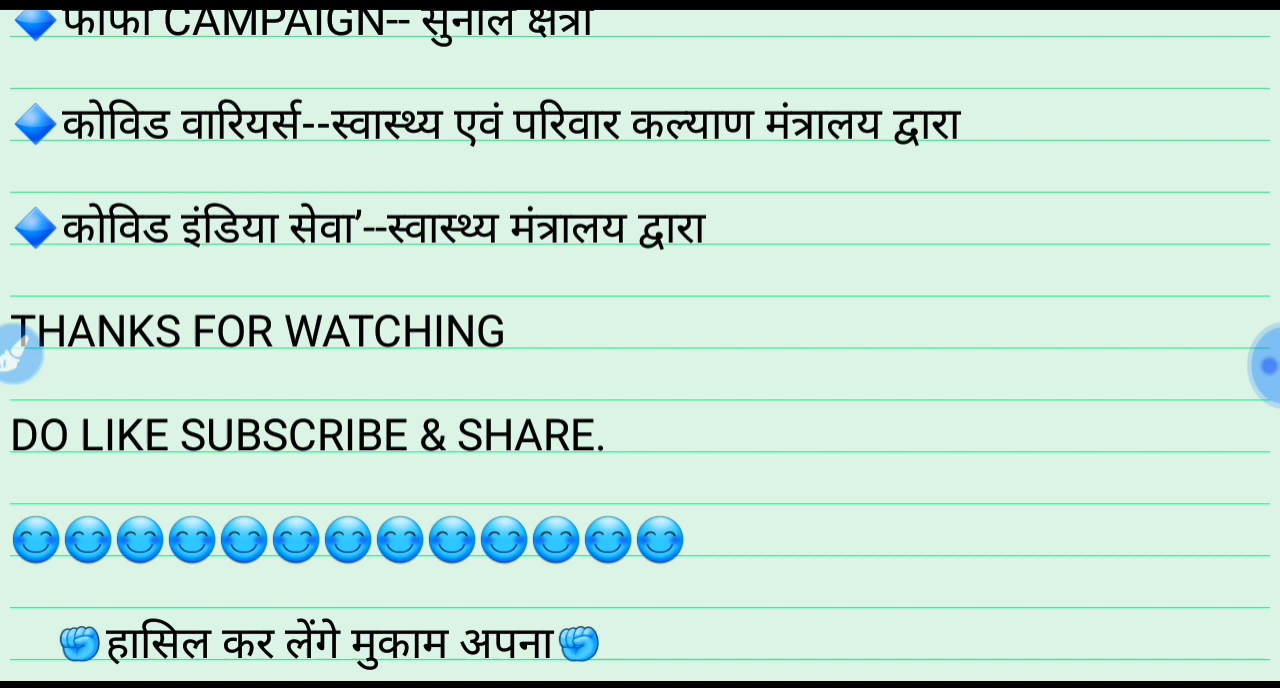 🔷 CAMPAIGN-- सुनील
🔷कोविड वारियर्स--स्वास्थ्य एवं परिवार कल्याण मंत्रालय द्वारा
🔷कोविड इंडिया सेवा’--स्वास्थ्य मंत्रालय द्वारा
THANKS FOR WATCHING
DO LIKE SUBSCRIBE & SHARE.
😊😊😊😊😊😊😊😊😊😊😊😊😊
✊हासिल कर लेंगे मुकाम अपना✊